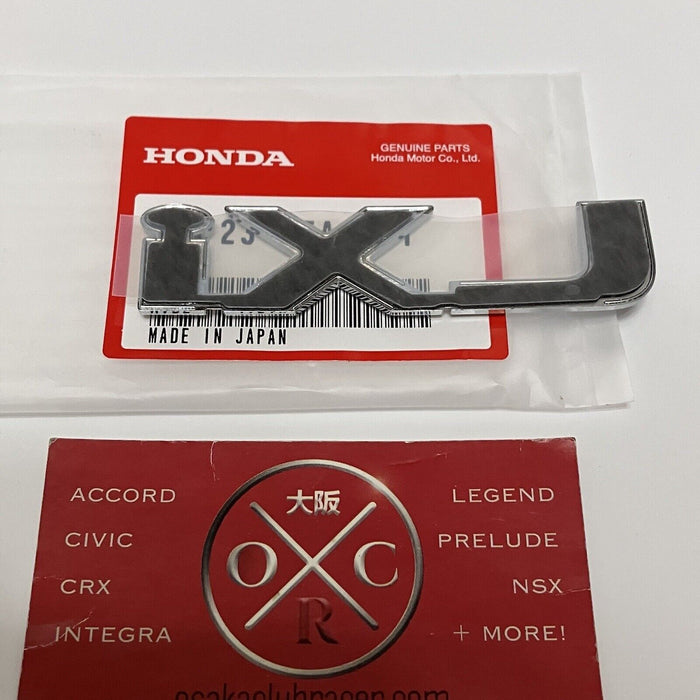 HONDA
GENUINE PARTS
Honda Motor Co., Ltd.
LXi
MADE IN JAPAN
大阪
O C
R
ACCORD
CIVIC
CRX
INTEGRA
LEGEND
PRELUDE
NSX
+ MORE!